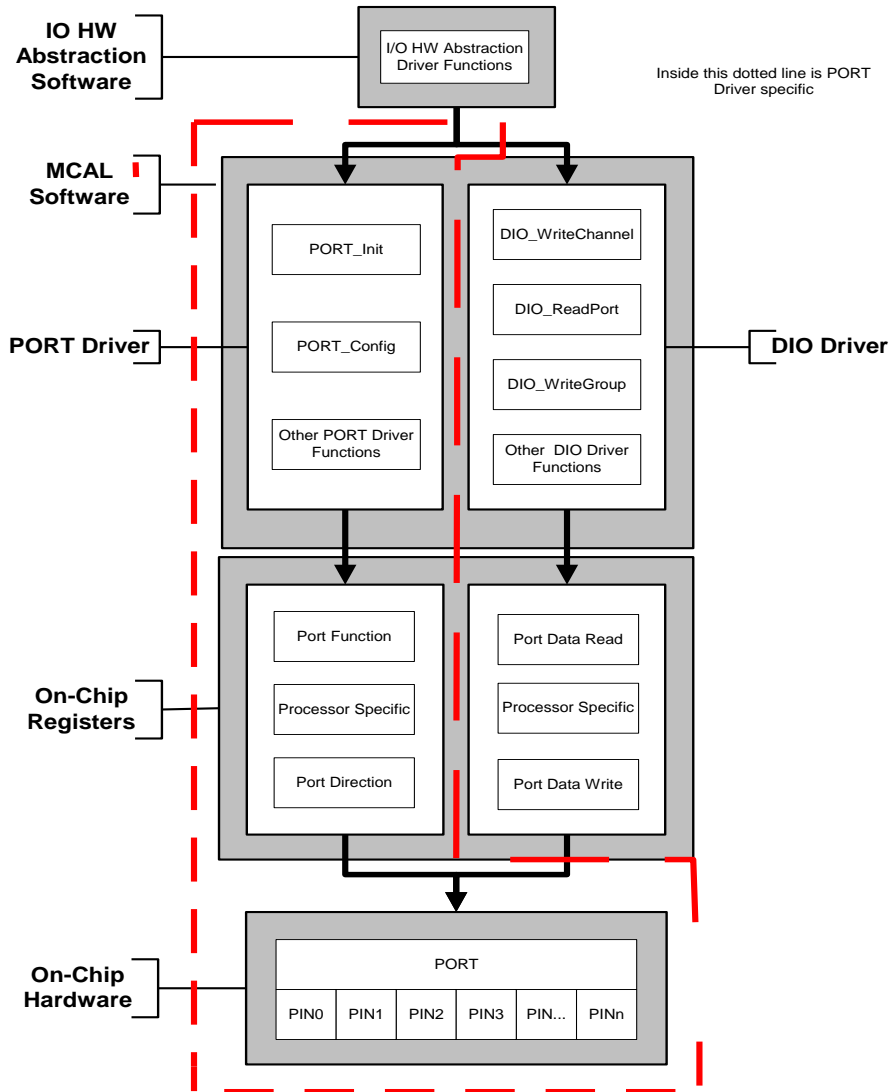 IO HW
Abstraction
Software
I/O HW Abstraction
Driver Functions
Inside this dotted line is PORT
Driver specific
MCAL
Software
PORT_Init
PORT_Config
Other PORT Driver
Functions
DIO_WriteChannel
DIO_ReadPort
DIO_WriteGroup
Other DIO Driver
Functions
PORT Driver
DIO Driver
On-Chip
Registers
Port Function
Processor Specific
Port Direction
Port Data Read
Processor Specific
Port Data Write
On-Chip
Hardware
PORT
PIN0 PIN1 PIN2 PIN3 PIN... PINn